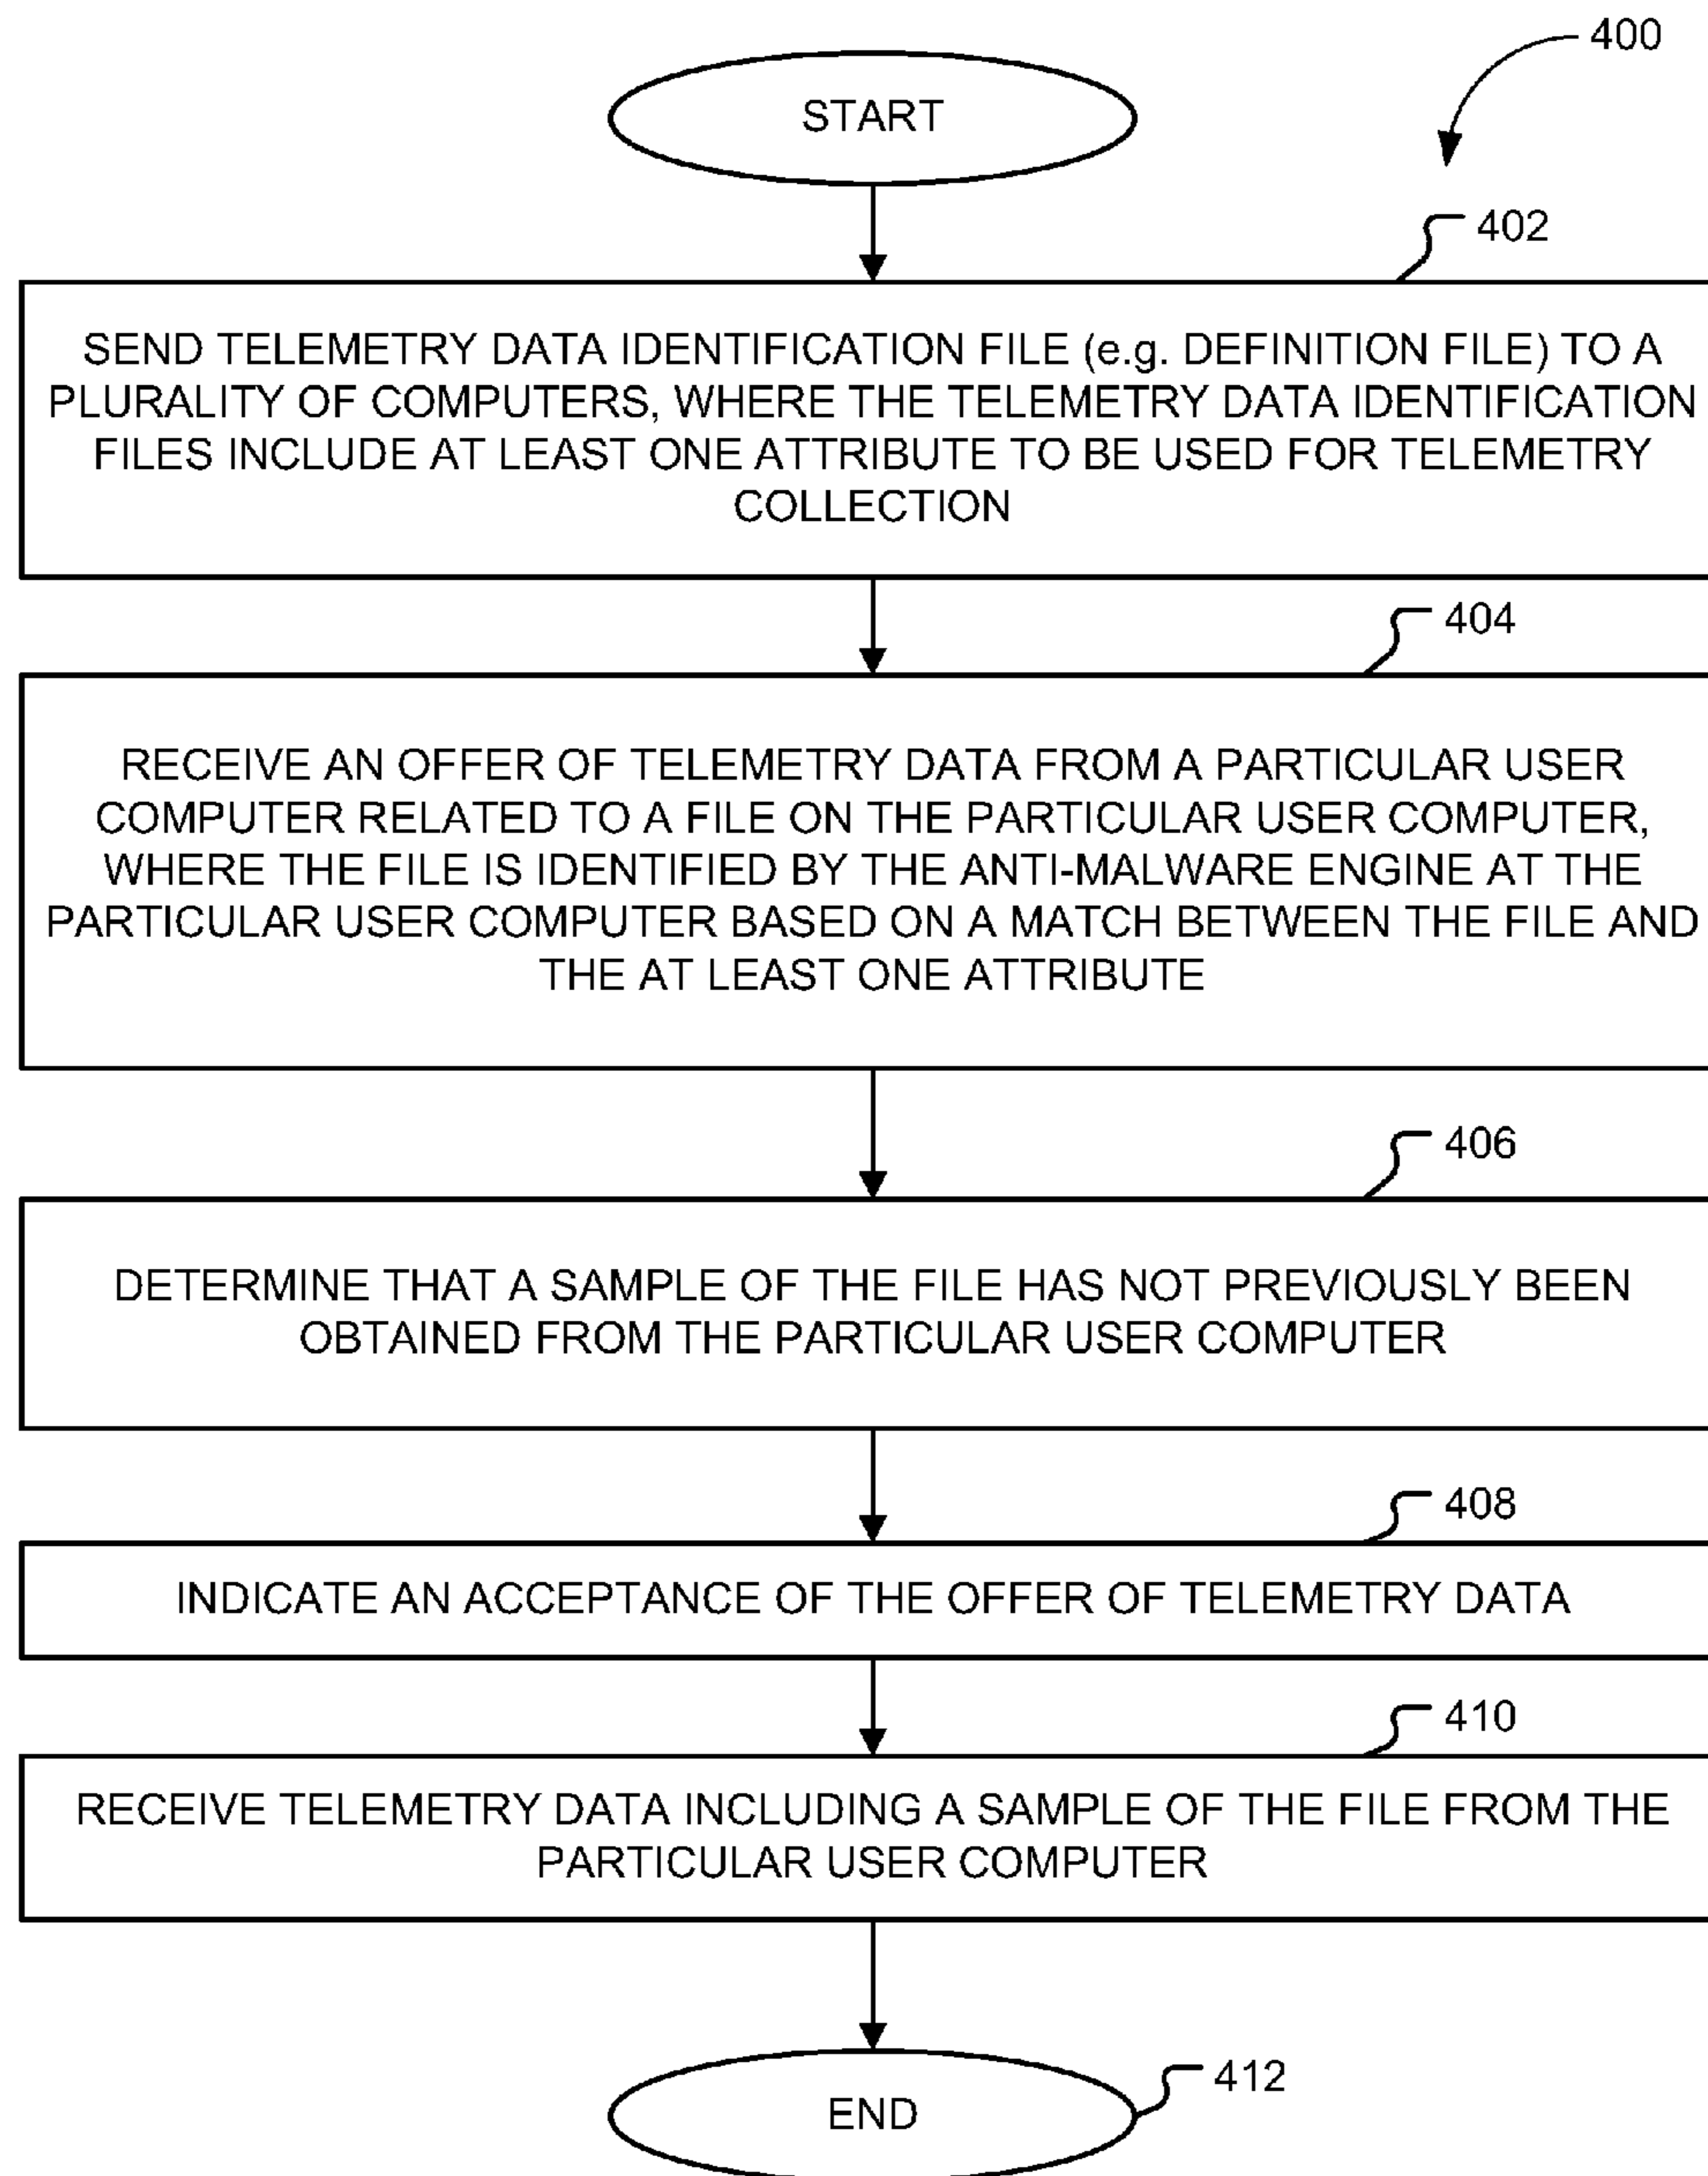 400
START
402
SEND TELEMETRY DATA IDENTIFICATION FILE (e.g. DEFINITION FILE) TO A
PLURALITY OF COMPUTERS, WHERE THE TELEMETRY DATA IDENTIFICATION
FILES INCLUDE AT LEAST ONE ATTRIBUTE TO BE USED FOR TELEMETRY
COLLECTION
404
RECEIVE AN OFFER OF TELEMETRY DATA FROM A PARTICULAR USER
COMPUTER RELATED TO A FILE ON THE PARTICULAR USER COMPUTER,
WHERE THE FILE IS IDENTIFIED BY THE ANTI-MALWARE ENGINE AT THE
PARTICULAR USER COMPUTER BASED ON A MATCH BETWEEN THE FILE AND
THE AT LEAST ONE ATTRIBUTE
406
DETERMINE THAT A SAMPLE OF THE FILE HAS NOT PREVIOUSLY BEEN
OBTAINED FROM THE PARTICULAR USER COMPUTER
408
INDICATE AN ACCEPTANCE OF THE OFFER OF TELEMETRY DATA
410
RECEIVE TELEMETRY DATA INCLUDING A SAMPLE OF THE FILE FROM THE
PARTICULAR USER COMPUTER
412
END